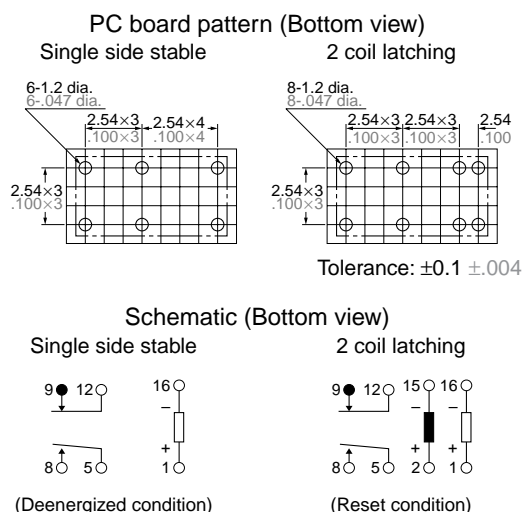 PC board pattern (Bottom view)
Single side stable
2 coil latching
6-1.2 dia.
6-.047 dia.
2.54×3 2.54×4
.100×3 .100×4
2.54×3
.100×3
8-1.2 dia.
8-.047 dia.
2.54×3 2.54×3 2.54
.100×3 .100×3 .100
2.54×3
.100×3
Tolerance: ±0.1 ±.004
Schematic (Bottom view)
Single side stable
2 coil latching
9 12 16
−
+
8 5 1
(Deenergized condition)
9 12 15 16
− −
+ +
8 5 2 1
(Reset condition)